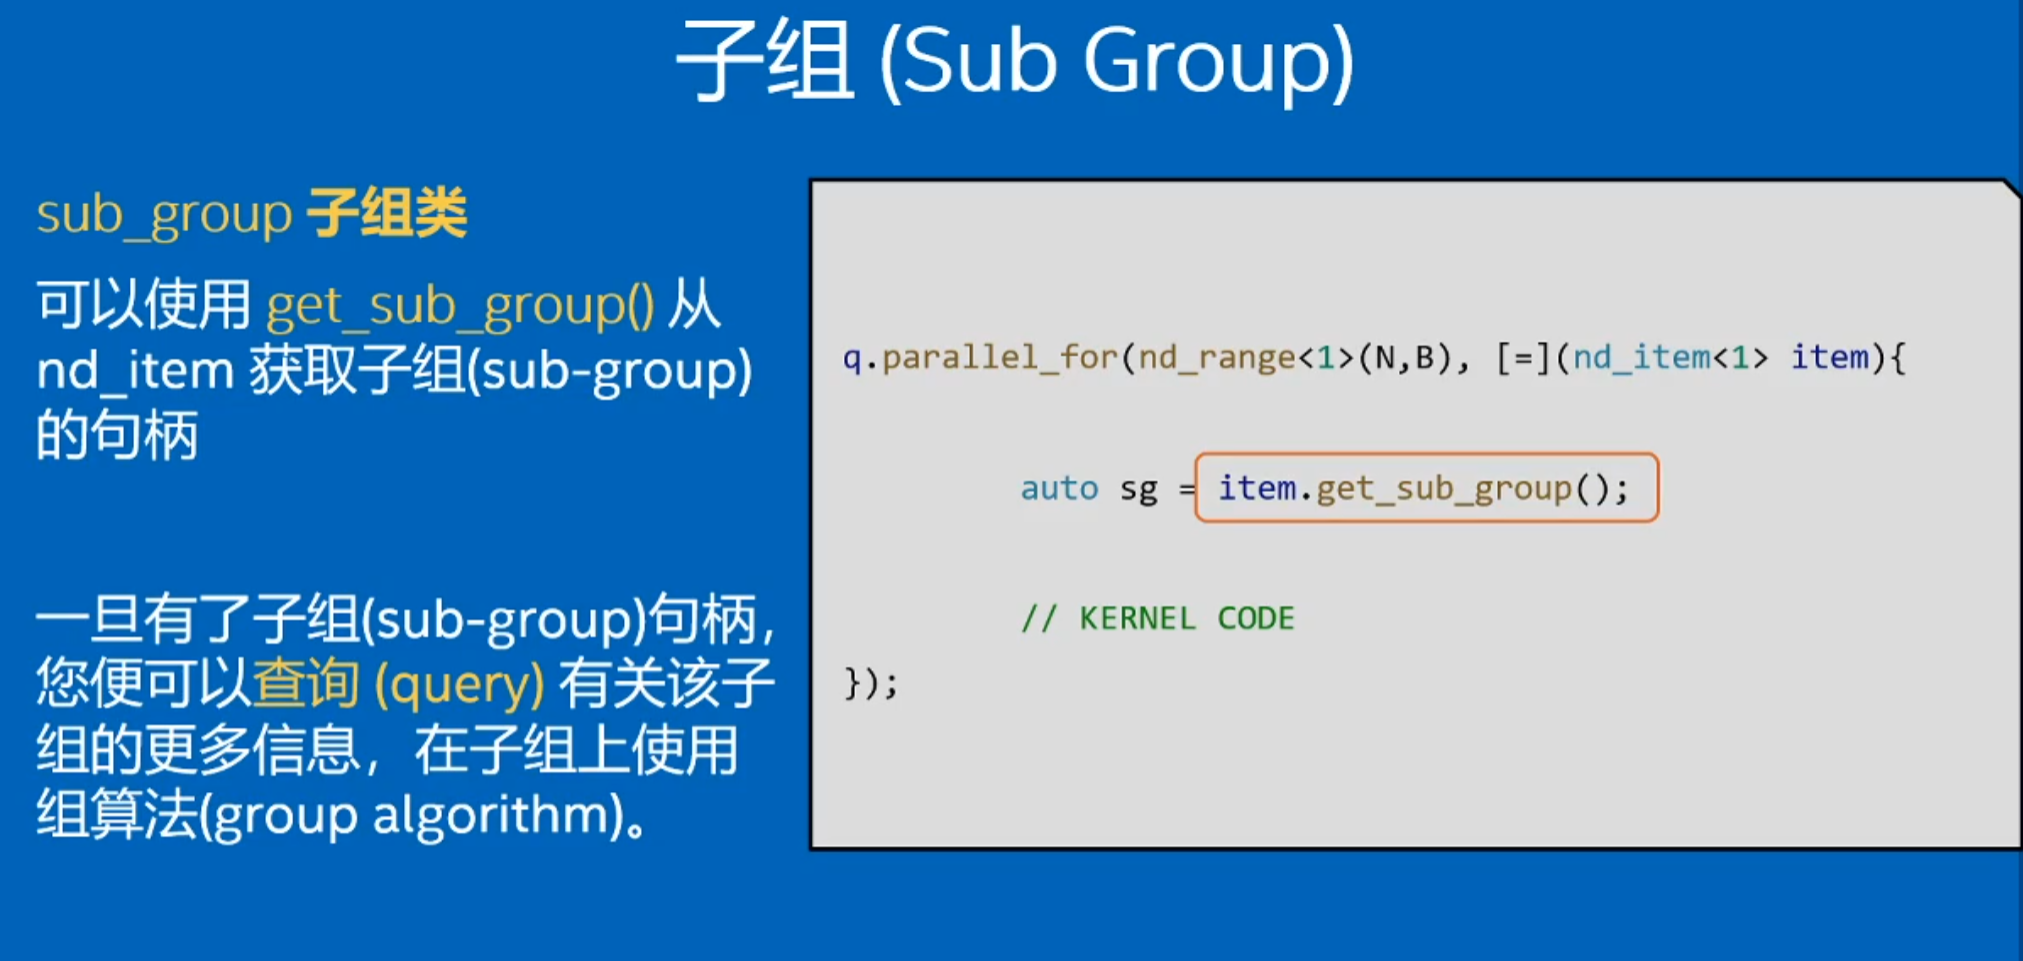 子组 (Sub Group)
sub_group 子组类
可以使用 get_sub_group() 从
nd_item 获取子组(sub-group)
的句柄
一旦有了子组(sub-group)句柄,
您便可以查询 (query) 有关该子
组的更多信息，在子组上使用
组算法(group algorithm)。
q.parallel_for(nd_range<1>(N,B), [=](nd_item<1> item){
auto sg = item.get_sub_group();
// KERNEL CODE
});